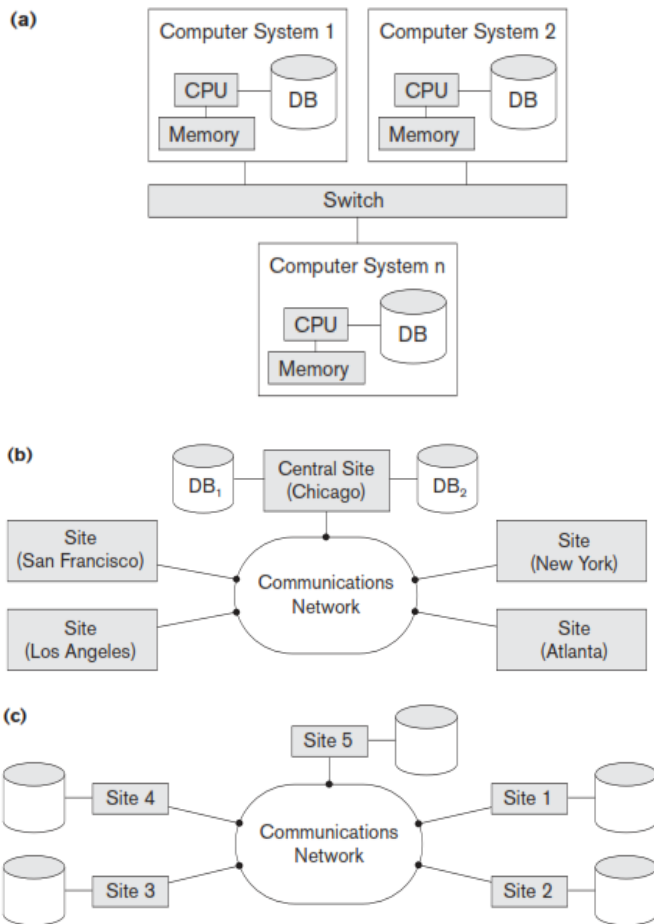 (a)
Computer System 1
CPU
DB
Memory
Computer System 2
CPU
DB
Memory
Switch
Computer System n
CPU
DB
Memory
(b)
DB₁
Central Site
(Chicago)
DB₂
Site
(San Francisco)
Site
(New York)
Communications
Network
Site
(Los Angeles)
Site
(Atlanta)
(c)
Site 5
Site 4
Site 1
Communications
Network
Site 3
Site 2